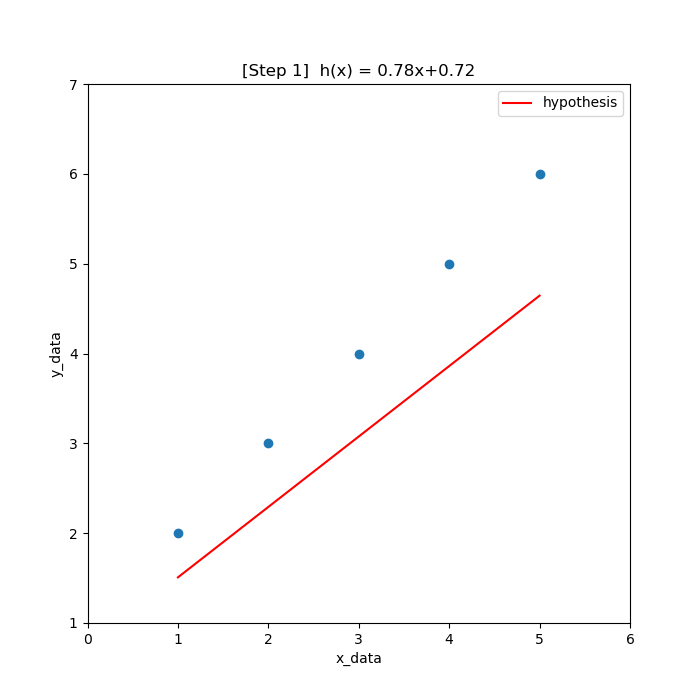 [Step 1]  h(x) = 0.78x+0.72
hypothesis
7
6
5
4
3
2
1
y_data
0 1 2 3 4 5 6
x_data